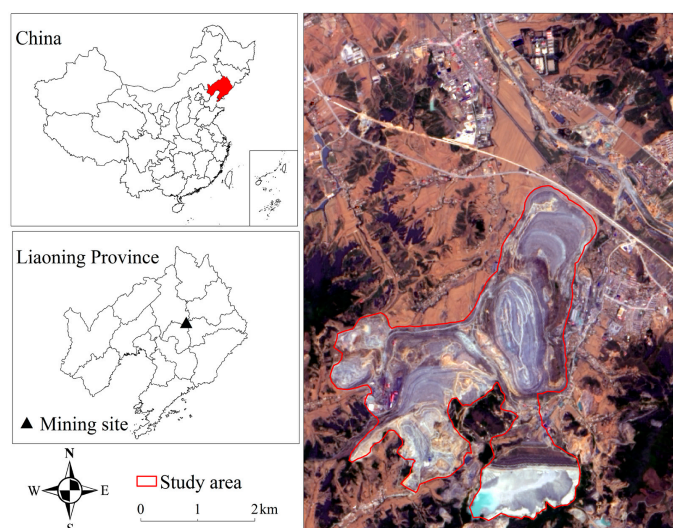 China
Liaoning Province
Mining site
N
W E
S
Study area
0 1 2 km